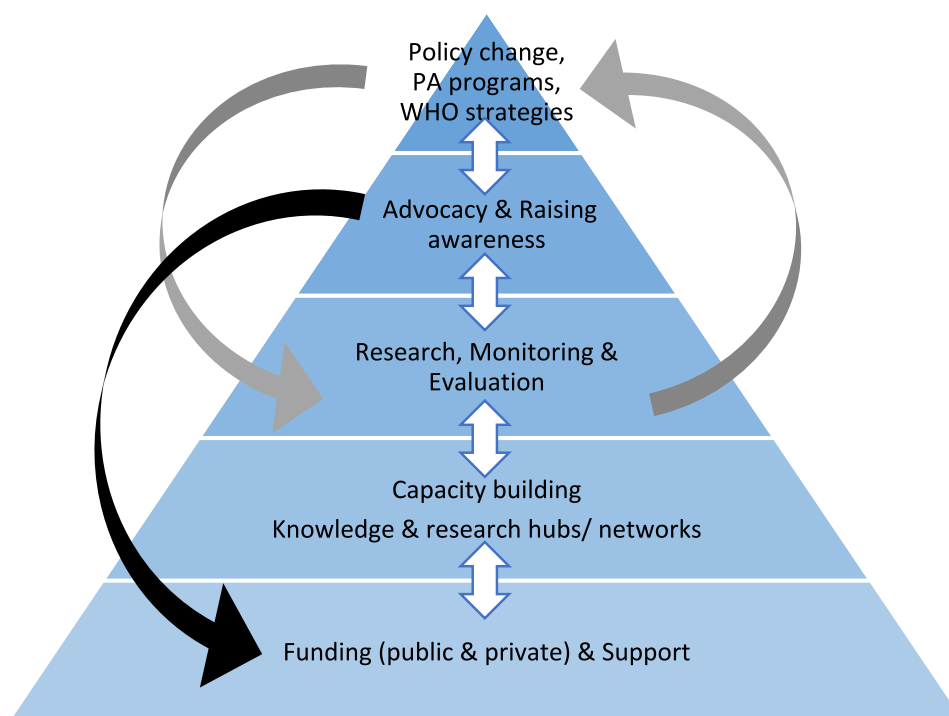 Policy change,
PA programs,
WHO strategies
Advocacy & Raising
awareness
Research, Monitoring &
Evaluation
Capacity building
Knowledge & research hubs/ networks
Funding (public & private) & Support